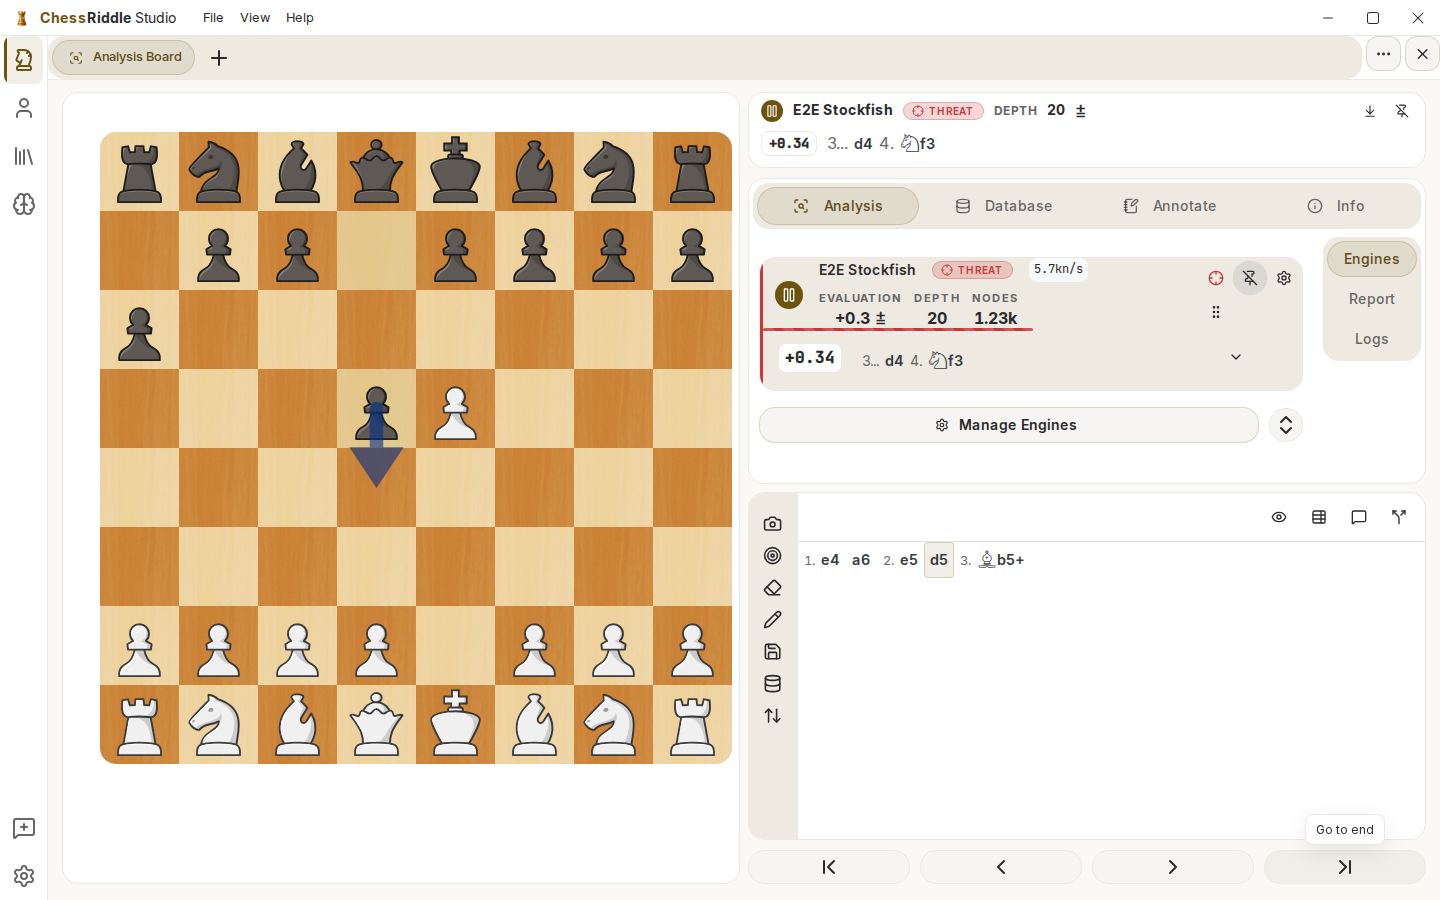 ChessRiddle Studio File View Help
Analysis Board
E2E Stockfish THREAT DEPTH 20 ±
+0.34 3... d4 4. ♘f3
Analysis Database Annotate Info
E2E Stockfish THREAT 5.7kn/s
EVALUATION DEPTH NODES
+0.3 ± 20 1.23k
+0.34 3... d4 4. ♘f3
Engines
Report
Logs
Manage Engines
1. e4 a6 2. e5 d5 3. ♗b5+
Go to end